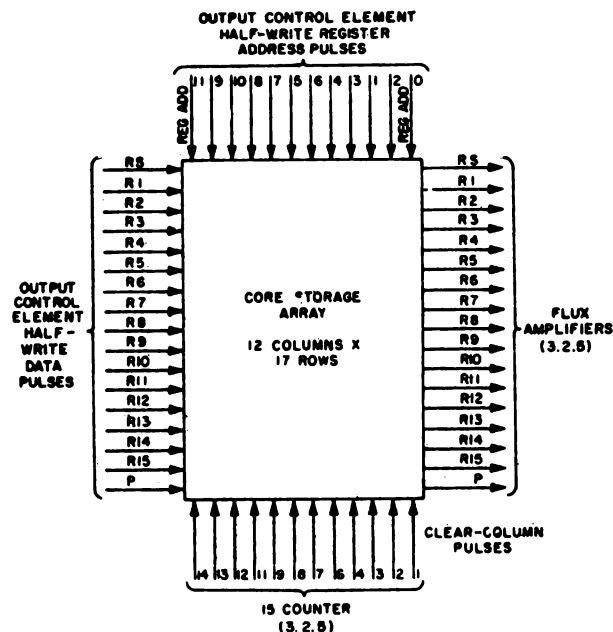 OUTPUT CONTROL ELEMENT
HALF-WRITE REGISTER
ADDRESS PULSES
REG ADD 11 9 10 8 7 5 6 4 3 1 2 REG ADD 0
RS
R1
R2
R3
R4
R5
R6
R7
R8
R9
R10
R11
R12
R13
R14
R15
P
OUTPUT
CONTROL
ELEMENT
HALF-
WRITE
DATA
PULSES
CORE STORAGE
ARRAY
12 COLUMNS X
17 ROWS
RS
R1
R2
R3
R4
R5
R6
R7
R8
R9
R10
R11
R12
R13
R14
R15
P
FLUX
AMPLIFIERS
(3.2.5)
CLEAR-COLUMN
PULSES
14 13 12 11 9 8 7 6 4 3 2 1
15 COUNTER
(3.2.5)